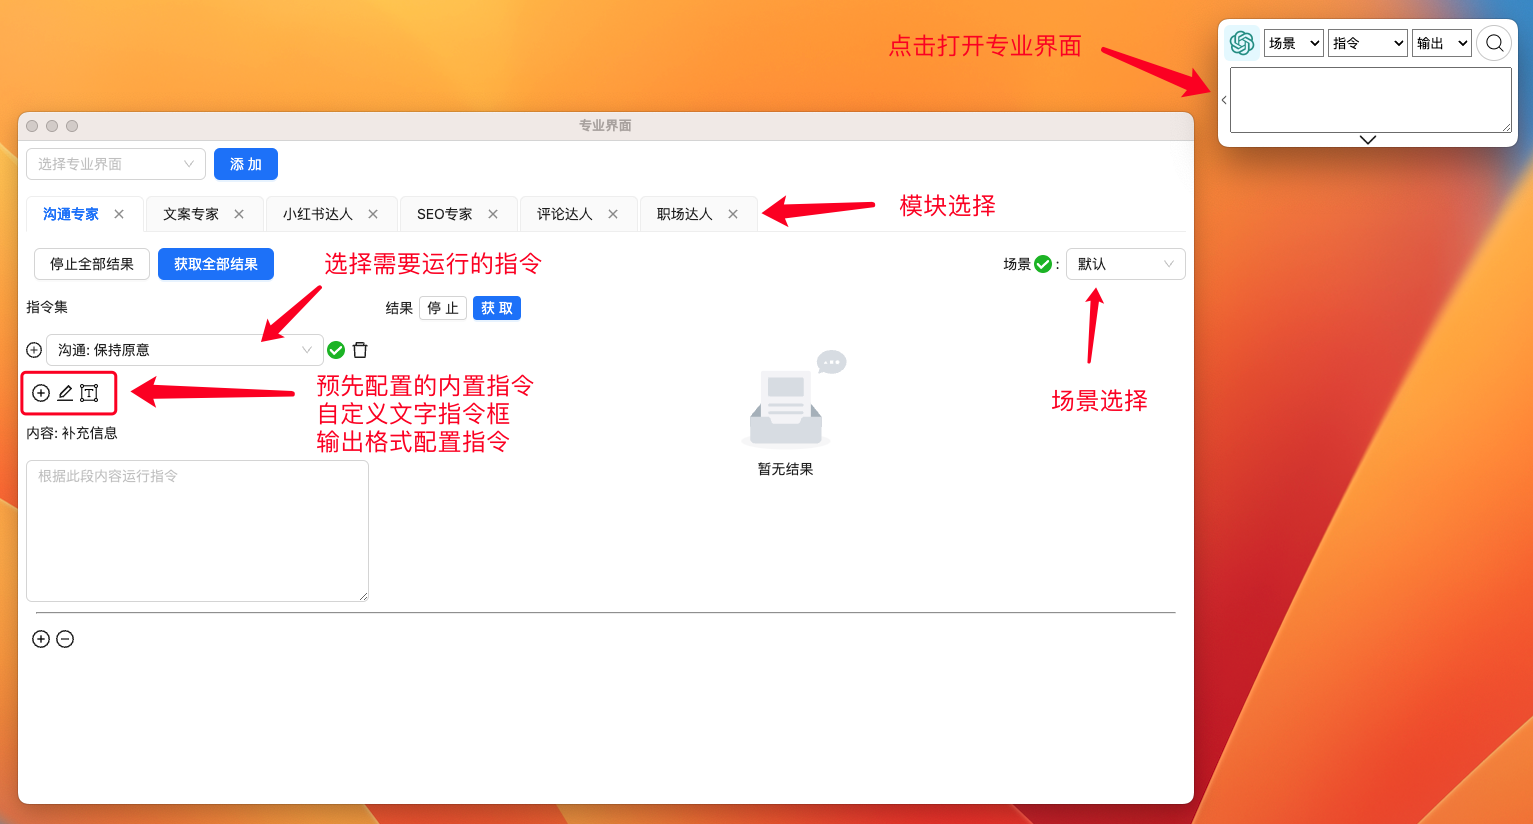 点击打开专业界面
场景 指令 输出
专业界面
选择专业界面 添 加
沟通专家 文案专家 小红书达人 SEO专家 评论达人 职场达人
模块选择
停止全部结果 获取全部结果
选择需要运行的指令
场景 : 默认
指令集
结果 停 止 获 取
沟通: 保持原意
预先配置的内置指令
自定义文字指令框
输出格式配置指令
场景选择
T
内容: 补充信息
根据此段内容运行指令
暂无结果